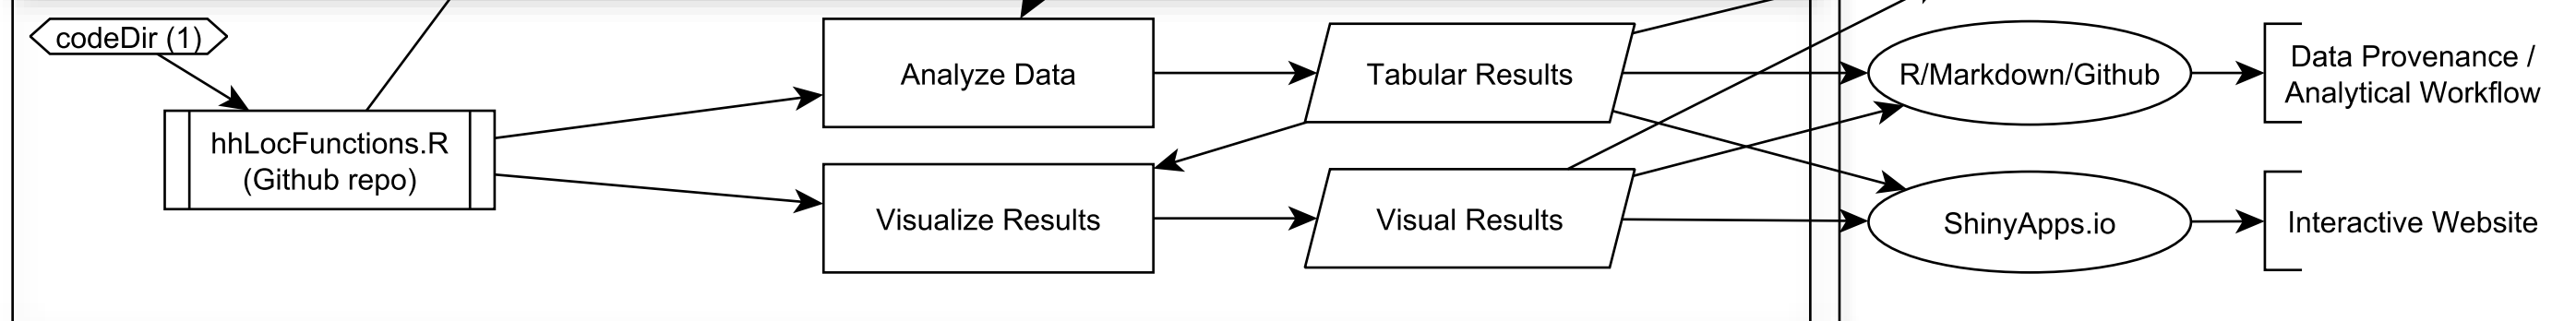 codeDir (1)
hhLocFunctions.R
(Github repo)
Analyze Data
Visualize Results
Tabular Results
Visual Results
R/Markdown/Github
ShinyApps.io
Data Provenance /
Analytical Workflow
Interactive Website